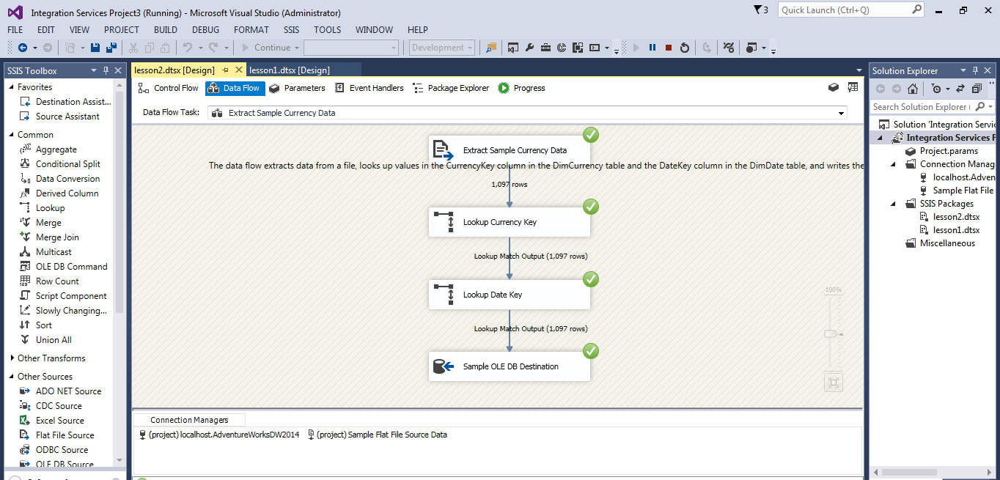 Integration Services Project3 (Running) - Microsoft Visual Studio (Administrator)
3
Quick Launch (Ctrl+Q)
FILE EDIT VIEW PROJECT BUILD DEBUG FORMAT SSIS TOOLS WINDOW HELP
Continue
Development
SSIS Toolbox
Favorites
Destination Assist...
Source Assistant
Common
Aggregate
Conditional Split
Data Conversion
Derived Column
Lookup
Merge
Merge Join
Multicast
OLE DB Command
Row Count
Script Component
Slowly Changing...
Sort
Union All
Other Transforms
Other Sources
ADO NET Source
CDC Source
Excel Source
Flat File Source
ODBC Source
OLE DB Source
lesson2.dtsx [Design] lesson1.dtsx [Design]
Control Flow Data Flow Parameters Event Handlers Package Explorer Progress
Data Flow Task: Extract Sample Currency Data
Extract Sample Currency Data
The data flow extracts data from a file, looks up values in the CurrencyKey column in the DimCurrency table and the DateKey column in the DimDate table, and writes the
1,097 rows
Lookup Currency Key
Lookup Match Output (1,097 rows)
Lookup Date Key
Lookup Match Output (1,097 rows)
Sample OLE DB Destination
100%
Connection Managers
(project) localhost.AdventureWorksDW2014 (project) Sample Flat File Source Data
Solution Explorer
Search Solution Explorer (
Solution 'Integration Servic
Integration Services P
Project.params
Connection Manag
localhost.Adven
Sample Flat File
SSIS Packages
lesson2.dtsx
lesson1.dtsx
Miscellaneous